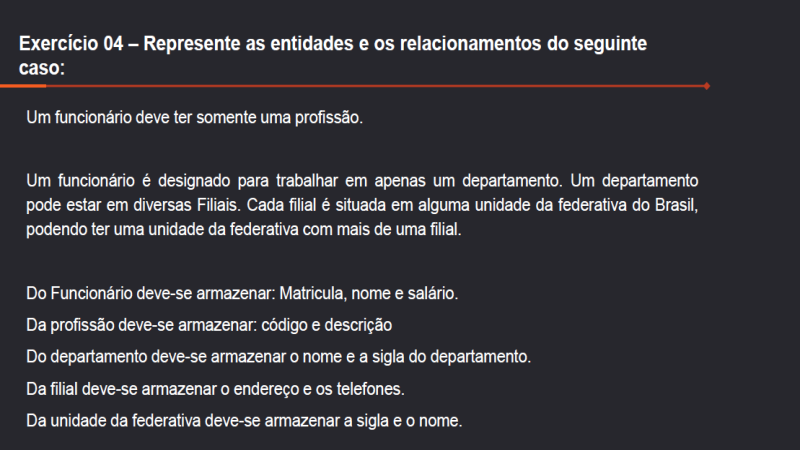 Exercício 04 – Represente as entidades e os relacionamentos do seguinte
caso:
Um funcionário deve ter somente uma profissão.
Um funcionário é designado para trabalhar em apenas um departamento. Um departamento
pode estar em diversas Filiais. Cada filial é situada em alguma unidade da federativa do Brasil,
podendo ter uma unidade da federativa com mais de uma filial.
Do Funcionário deve-se armazenar: Matricula, nome e salário.
Da profissão deve-se armazenar: código e descrição
Do departamento deve-se armazenar o nome e a sigla do departamento.
Da filial deve-se armazenar o endereço e os telefones.
Da unidade da federativa deve-se armazenar a sigla e o nome.